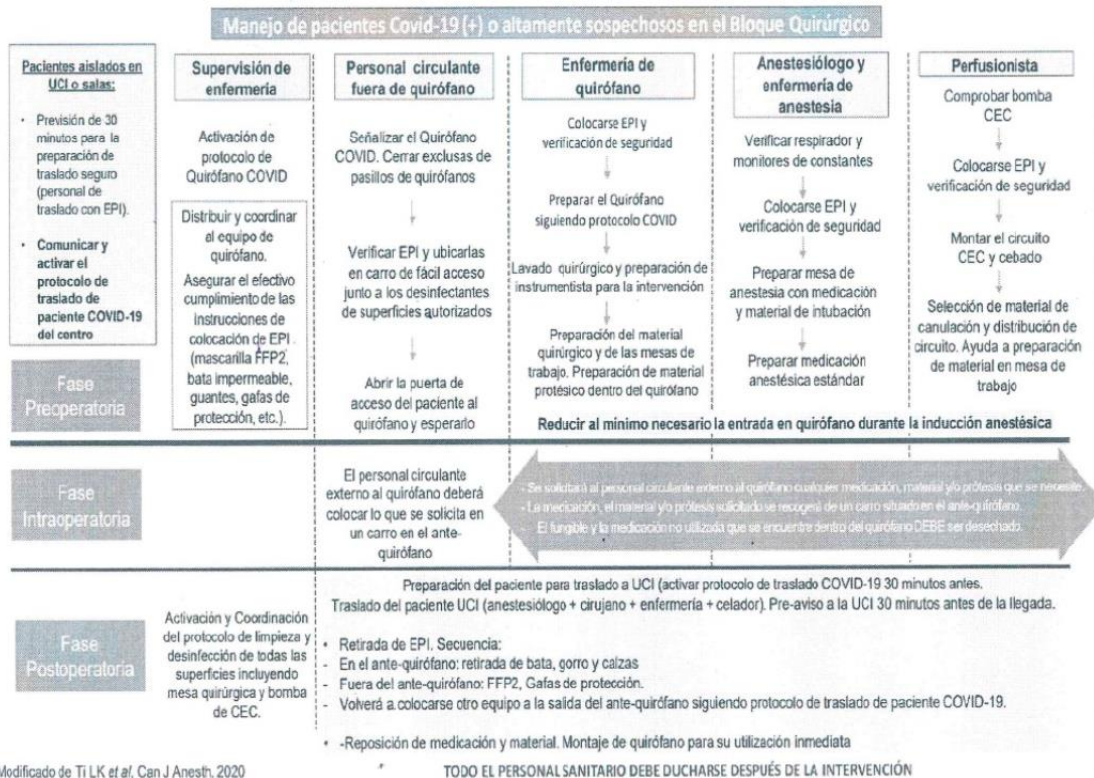 Manejo de pacientes Covid-19 (+) o altamente sospechosos en el Bloque Quirúrgico
Pacientes aislados en
UCI o salas:
• Previsión de 30
minutos para la
preparación de
traslado seguro
(personal de
traslado con EPI).
• Comunicar y
activar el
protocolo de
traslado de
paciente COVID-19
del centro
Fase
Preoperatoria
Supervisión de
enfermería
Activación de
protocolo de
Quirófano COVID
Distribuir y coordinar
al equipo de
quirófano.
Asegurar el efectivo
cumplimiento de las
instrucciones de
colocación de EPI
(mascarilla FFP2,
bata impermeable,
guantes, gafas de
protección, etc.).
Personal circulante
fuera de quirófano
Señalizar el Quirófano
COVID. Cerrar exclusas de
pasillos de quirófanos
Verificar EPI y ubicarlas
en carro de fácil acceso
junto a los desinfectantes
de superficies autorizados
Abrir la puerta de
acceso del paciente al
quirófano y esperarlo
Enfermería de
quirófano
Colocarse EPI y
verificación de seguridad
Preparar el Quirófano
siguiendo protocolo COVID
Lavado quirúrgico y preparación de
instrumentista para la intervención
Preparación del material
quirúrgico y de las mesas de
trabajo. Preparación de material
protésico dentro del quirófano
Anestesiólogo y
enfermería de
anestesia
Verificar respirador y
monitores de constantes
Colocarse EPI y
verificación de seguridad
Preparar mesa de
anestesia con medicación
y material de intubación
Preparar medicación
anestésica estándar
Perfusionista
Comprobar bomba
CEC
Colocarse EPI y
verificación de seguridad
Montar el circuito
CEC y cebado
Selección de material de
canulación y distribución de
circuito. Ayuda a preparación
de material en mesa de
trabajo
Reducir al mínimo necesario la entrada en quirófano durante la inducción anestésica
Fase
Intraoperatoria
El personal circulante
externo al quirófano deberá
colocar lo que se solicita en
un carro en el ante-
quirófano
- Se solicitará al personal circulante externo al quirófano cualquier medicación, material y/o prótesis que se necesite.
- La medicación, el material y/o prótesis solicitado se recogerá de un carro situado en el ante-quirófano.
- El fungible y la medicación no utilizada que se encuentre dentro del quirófano DEBE ser desechado.
Fase
Postoperatoria
Activación y Coordinación
del protocolo de limpieza y
desinfección de todas las
superficies incluyendo
mesa quirúrgica y bomba
de CEC.
Preparación del paciente para traslado a UCI (activar protocolo de traslado COVID-19 30 minutos antes.
Traslado del paciente UCI (anestesiólogo + cirujano + enfermería + celador). Pre-aviso a la UCI 30 minutos antes de la llegada.
• Retirada de EPI. Secuencia:
- En el ante-quirófano: retirada de bata, gorro y calzas
- Fuera del ante-quirófano: FFP2, Gafas de protección.
- Volverá a colocarse otro equipo a la salida del ante-quirófano siguiendo protocolo de traslado de paciente COVID-19.
• -Reposición de medicación y material. Montaje de quirófano para su utilización inmediata
Modificado de Ti LK et al. Can J Anesth. 2020
TODO EL PERSONAL SANITARIO DEBE DUCHARSE DESPUÉS DE LA INTERVENCIÓN